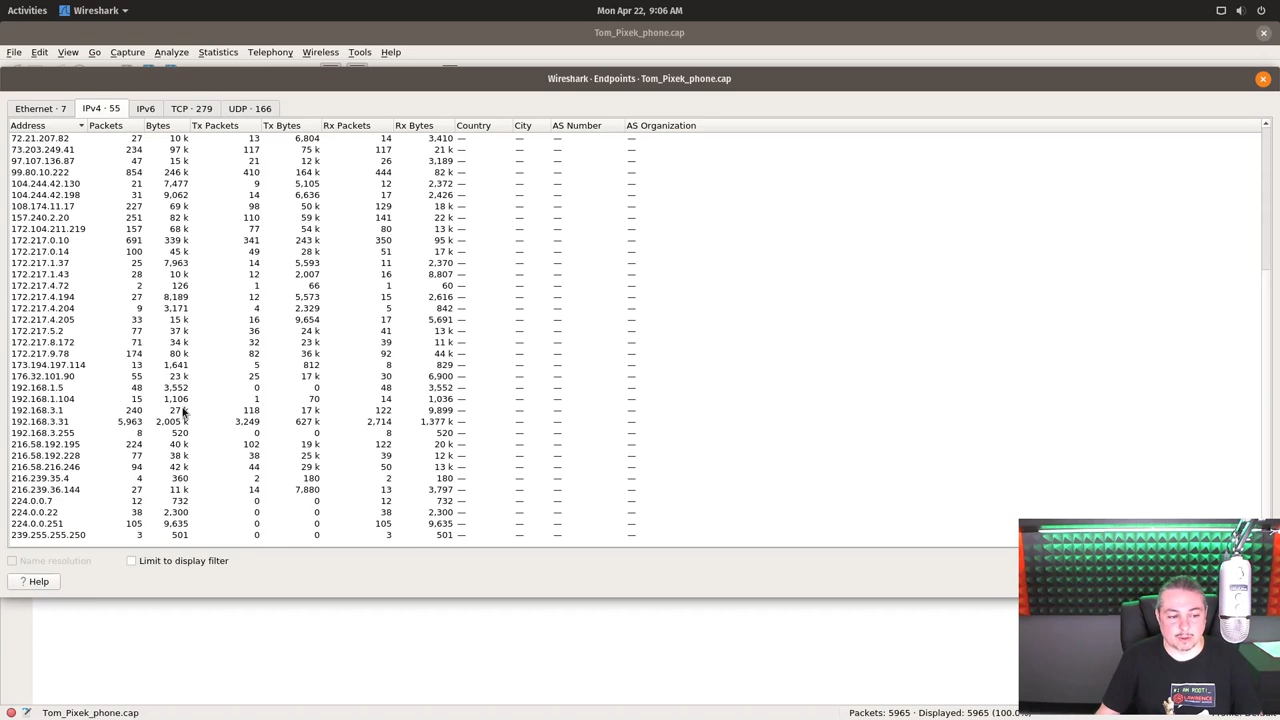 Activities Wireshark Mon Apr 22, 9:06 AM
Tom_Pixek_phone.cap
File Edit View Go Capture Analyze Statistics Telephony Wireless Tools Help
Wireshark · Endpoints · Tom_Pixek_phone.cap
Ethernet · 7 IPv4 · 55 IPv6 TCP · 279 UDP · 166
Address Packets Bytes Tx Packets Tx Bytes Rx Packets Rx Bytes Country City AS Number AS Organization
72.21.207.82 27 10 k 13 6,804 14 3,410 — — — —
73.203.249.41 234 97 k 117 75 k 117 21 k — — — —
97.107.136.87 47 15 k 21 12 k 26 3,189 — — — —
99.80.10.222 854 246 k 410 164 k 444 82 k — — — —
104.244.42.130 21 7,477 9 5,105 12 2,372 — — — —
104.244.42.198 31 9,062 14 6,636 17 2,426 — — — —
108.174.11.17 227 69 k 98 50 k 129 18 k — — — —
157.240.2.20 251 82 k 110 59 k 141 22 k — — — —
172.104.211.219 157 68 k 77 54 k 80 13 k — — — —
172.217.0.10 691 339 k 341 243 k 350 95 k — — — —
172.217.0.14 100 45 k 49 28 k 51 17 k — — — —
172.217.1.37 25 7,963 14 5,593 11 2,370 — — — —
172.217.1.43 28 10 k 12 2,007 16 8,807 — — — —
172.217.4.72 2 126 1 66 1 60 — — — —
172.217.4.194 27 8,189 12 5,573 15 2,616 — — — —
172.217.4.204 9 3,171 4 2,329 5 842 — — — —
172.217.4.205 33 15 k 16 9,654 17 5,691 — — — —
172.217.5.2 77 37 k 36 24 k 41 13 k — — — —
172.217.8.172 71 34 k 32 23 k 39 11 k — — — —
172.217.9.78 174 80 k 82 36 k 92 44 k — — — —
173.194.197.114 13 1,641 5 812 8 829 — — — —
176.32.101.90 55 23 k 25 17 k 30 6,900 — — — —
192.168.1.5 48 3,552 0 0 48 3,552 — — — —
192.168.1.104 15 1,106 1 70 14 1,036 — — — —
192.168.3.1 240 27 k 118 17 k 122 9,899 — — — —
192.168.3.31 5,963 2,005 k 3,249 627 k 2,714 1,377 k — — — —
192.168.3.255 8 520 0 0 8 520 — — — —
216.58.192.195 224 40 k 102 19 k 122 20 k — — — —
216.58.192.228 77 38 k 38 25 k 39 12 k — — — —
216.58.216.246 94 42 k 44 29 k 50 13 k — — — —
216.239.35.4 4 360 2 180 2 180 — — — —
216.239.36.144 27 11 k 14 7,880 13 3,797 — — — —
224.0.0.7 12 732 0 0 12 732 — — — —
224.0.0.22 38 2,300 0 0 38 2,300 — — — —
224.0.0.251 105 9,635 0 0 105 9,635 — — — —
239.255.255.250 3 501 0 0 3 501 — — — —
Name resolution Limit to display filter
Help
#I AM ROOT!
LAWRENCE
Tom_Pixek_phone.cap Packets: 5965 · Displayed: 5965 (100.0%)